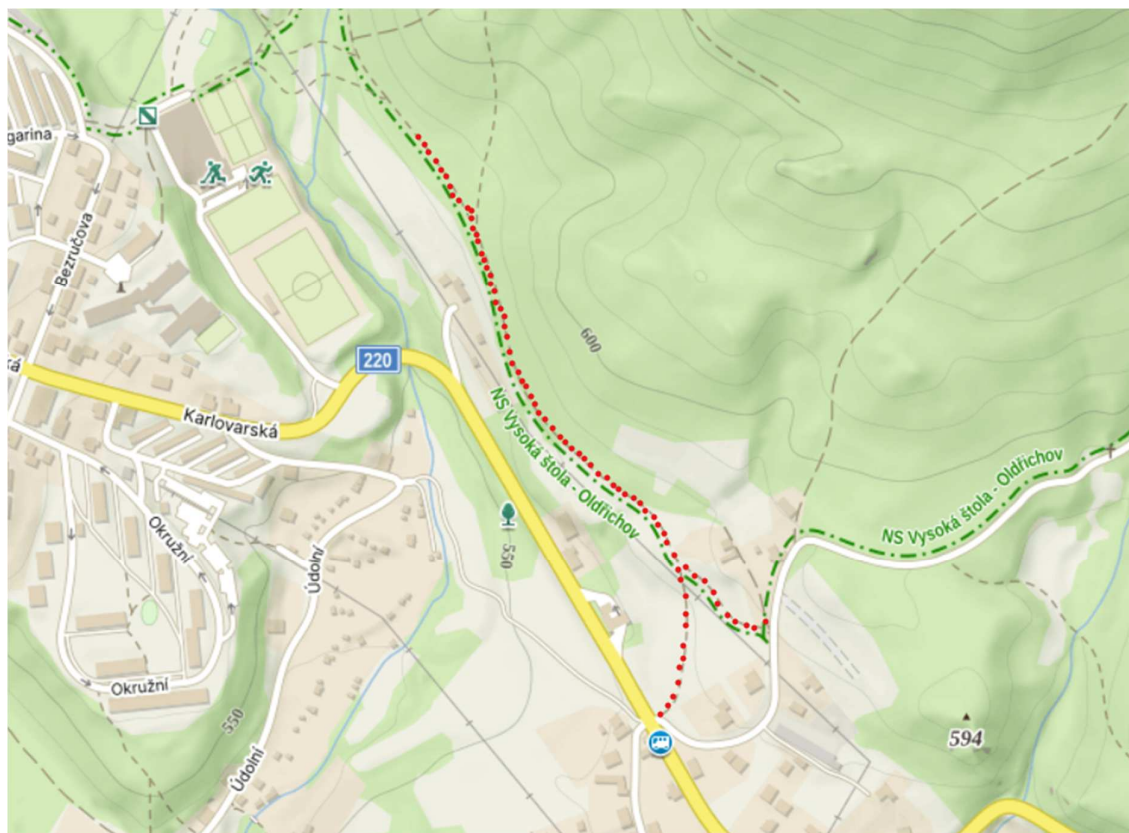 garina
Bezručova
220
600
ká
Karlovarská
NS Vysoká štola - Oldřichov
NS Vysoká štola - Oldřichov
Okružní
Údolní
550
Okružní
550
Údolní
594